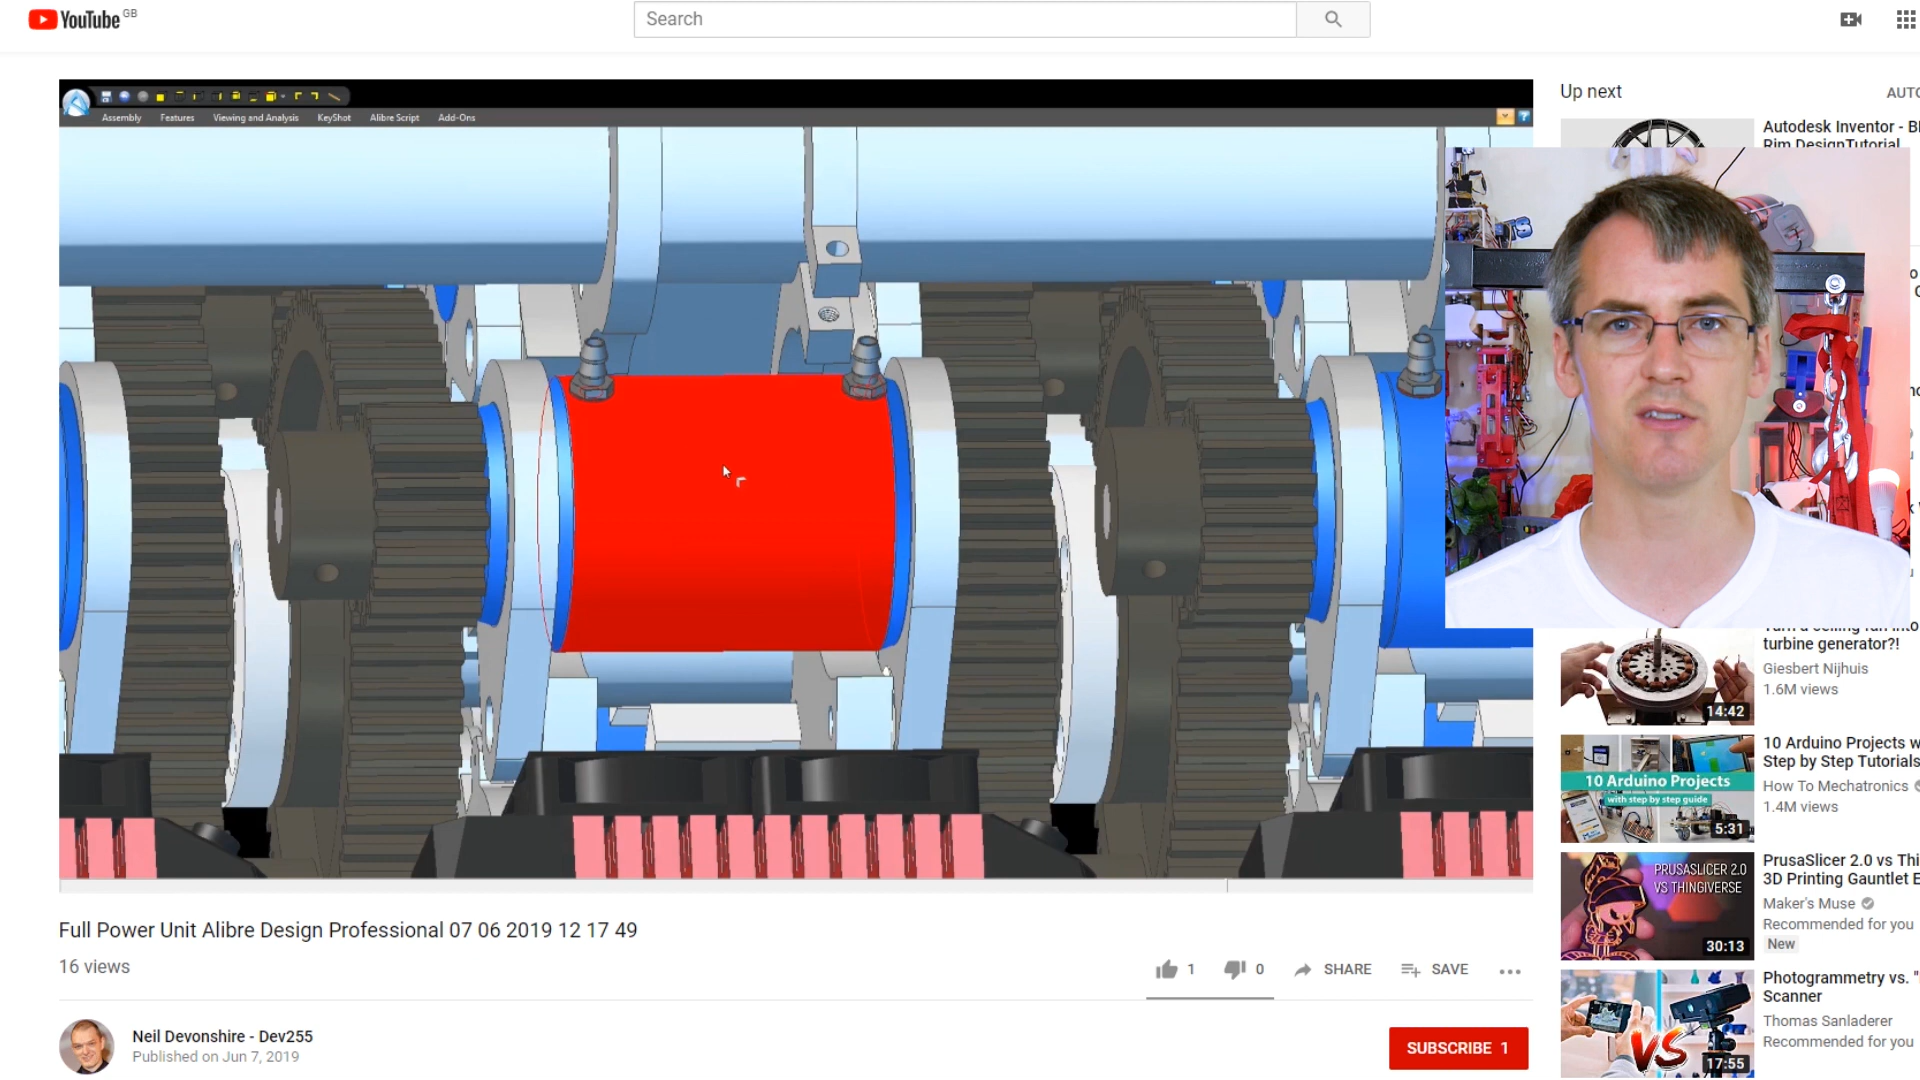 YouTube GB
Search
Assembly Features Viewing and Analysis KeyShot Alibre Script Add-Ons
Up next
AUTO
Autodesk Inventor -
Rim Design Tutorial
turbine generator?!
Giesbert Nijhuis
1.6M views
14:42
10 Arduino Projects
with step by step guide
5:31
10 Arduino Projects w
Step by Step Tutorials
How To Mechatronics
1.4M views
PRUSASLICER 2.0
VS THINGIVERSE
30:13
PrusaSlicer 2.0 vs Thi
3D Printing Gauntlet E
Maker's Muse
Recommended for you
New
VS
17:55
Photogrammetry vs. "
Scanner
Thomas Sanladerer
Recommended for you
Full Power Unit Alibre Design Professional 07 06 2019 12 17 49
16 views
1 0 SHARE SAVE
Neil Devonshire - Dev255
Published on Jun 7, 2019
SUBSCRIBE 1